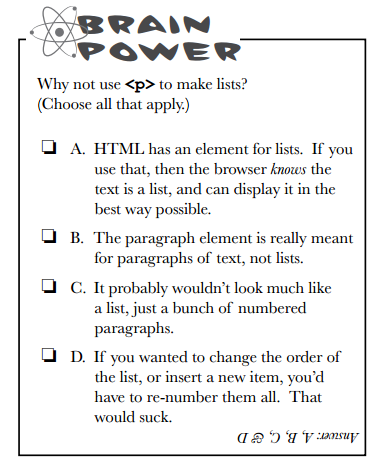 BRAIN
POWER
Why not use <p> to make lists?
(Choose all that apply.)
A. HTML has an element for lists. If you
use that, then the browser knows the
text is a list, and can display it in the
best way possible.
B. The paragraph element is really meant
for paragraphs of text, not lists.
C. It probably wouldn't look much like
a list, just a bunch of numbered
paragraphs.
D. If you wanted to change the order of
the list, or insert a new item, you'd
have to re-number them all. That
would suck.
Answer: A, B, C, & D